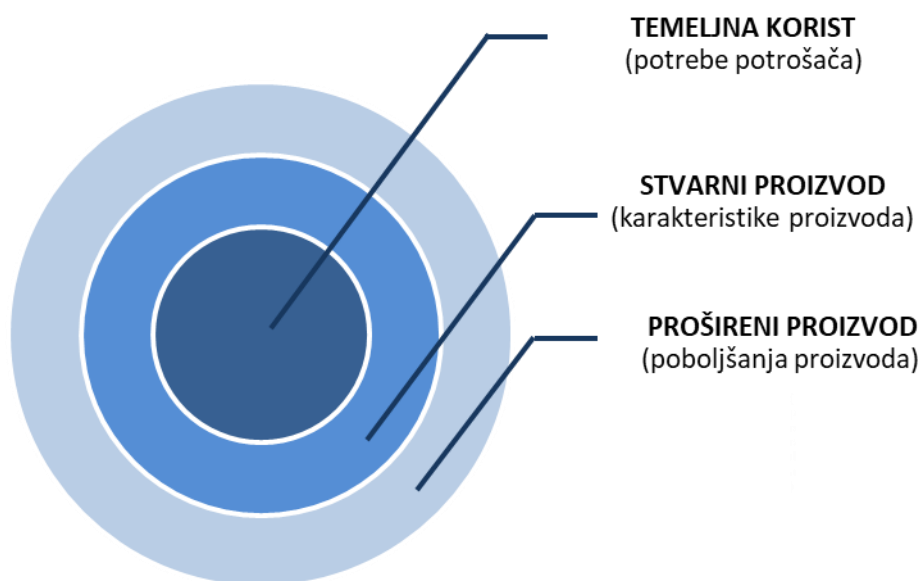 TEMELJNA KORIST
(potrebe potrošača)
STVARNI PROIZVOD
(karakteristike proizvoda)
PROŠIRENI PROIZVOD
(poboljšanja proizvoda)